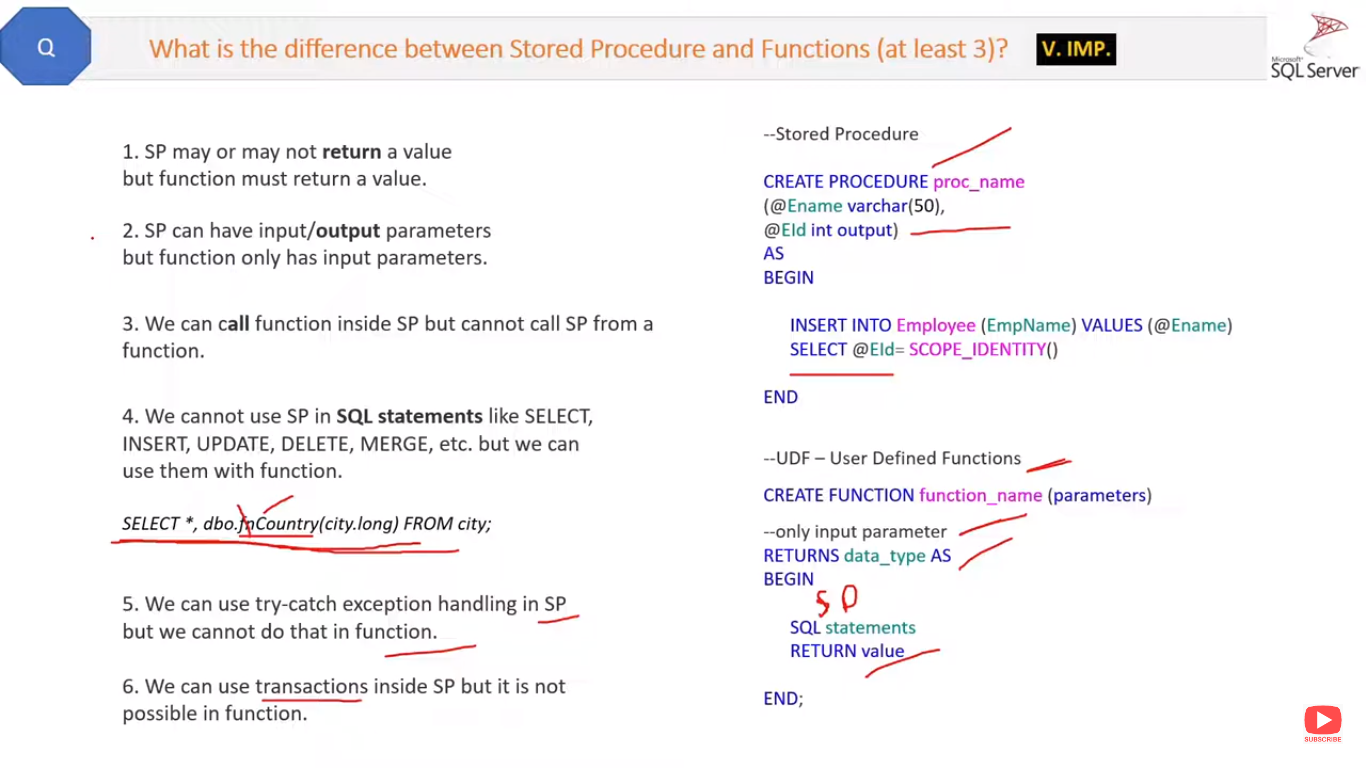 Q
What is the difference between Stored Procedure and Functions (at least 3)?
V. IMP.
Microsoft®
SQL Server
1. SP may or may not return a value
but function must return a value.
2. SP can have input/output parameters
but function only has input parameters.
3. We can call function inside SP but cannot call SP from a
function.
4. We cannot use SP in SQL statements like SELECT,
INSERT, UPDATE, DELETE, MERGE, etc. but we can
use them with function.
SELECT *, dbo.fnCountry(city.long) FROM city;
5. We can use try-catch exception handling in SP
but we cannot do that in function.
6. We can use transactions inside SP but it is not
possible in function.
--Stored Procedure
CREATE PROCEDURE proc_name
(@Ename varchar(50),
@EId int output)
AS
BEGIN
INSERT INTO Employee (EmpName) VALUES (@Ename)
SELECT @EId= SCOPE_IDENTITY()
END
--UDF – User Defined Functions
CREATE FUNCTION function_name (parameters)
--only input parameter
RETURNS data_type AS
BEGIN
SP
SQL statements
RETURN value
END;
SUBSCRIBE